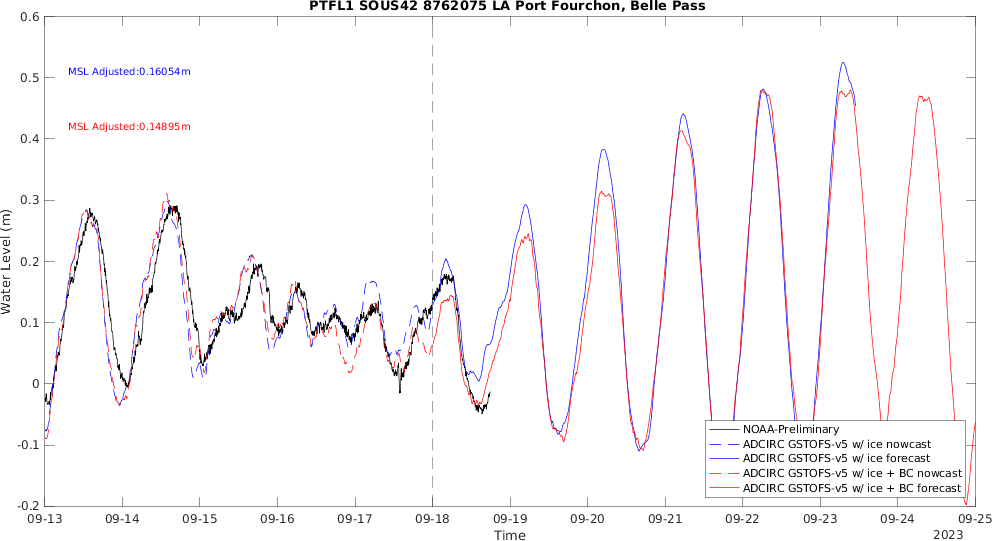 PTFL1 SOUS42 8762075 LA Port Fourchon, Belle Pass
0.6
0.5
0.4
0.3
0.2
0.1
0
-0.1
-0.2
Water Level (m)
MSL Adjusted:0.16054m
MSL Adjusted:0.14895m
NOAA-Preliminary
ADCIRC GSTOFS-v5 w/ ice nowcast
ADCIRC GSTOFS-v5 w/ ice forecast
ADCIRC GSTOFS-v5 w/ ice + BC nowcast
ADCIRC GSTOFS-v5 w/ ice + BC forecast
09-13 09-14 09-15 09-16 09-17 09-18 09-19 09-20 09-21 09-22 09-23 09-24 09-25
Time
2023